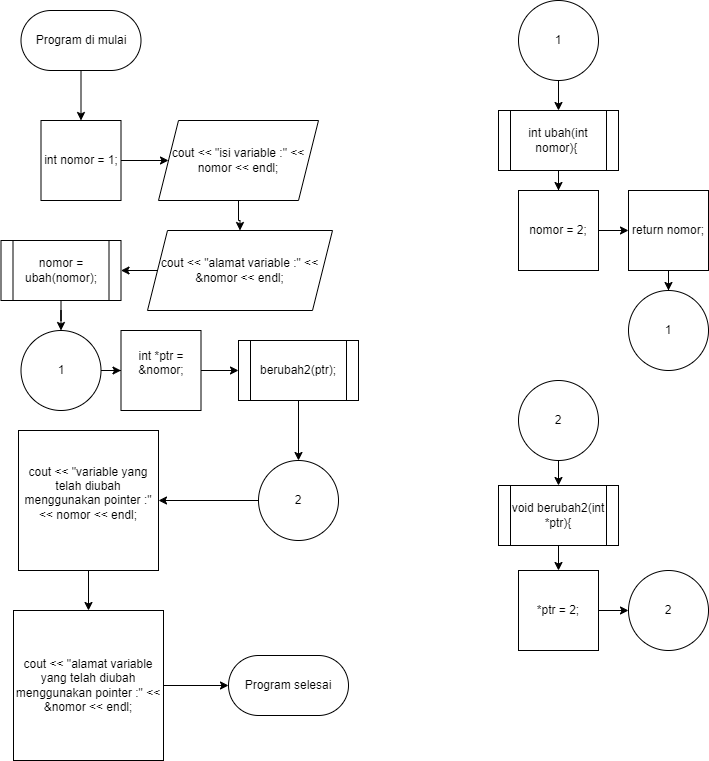 Program di mulai
int nomor = 1;
cout << "isi variable :" <<
nomor << endl;
cout << "alamat variable :" <<
&nomor << endl;
nomor =
ubah(nomor);
1
int *ptr =
&nomor;
berubah2(ptr);
2
cout << "variable yang
telah diubah
menggunakan pointer :"
<< nomor << endl;
cout << "alamat variable
yang telah diubah
menggunakan pointer :" <<
&nomor << endl;
Program selesai
1
int ubah(int
nomor){
nomor = 2;
return nomor;
1
2
void berubah2(int
*ptr){
*ptr = 2;
2